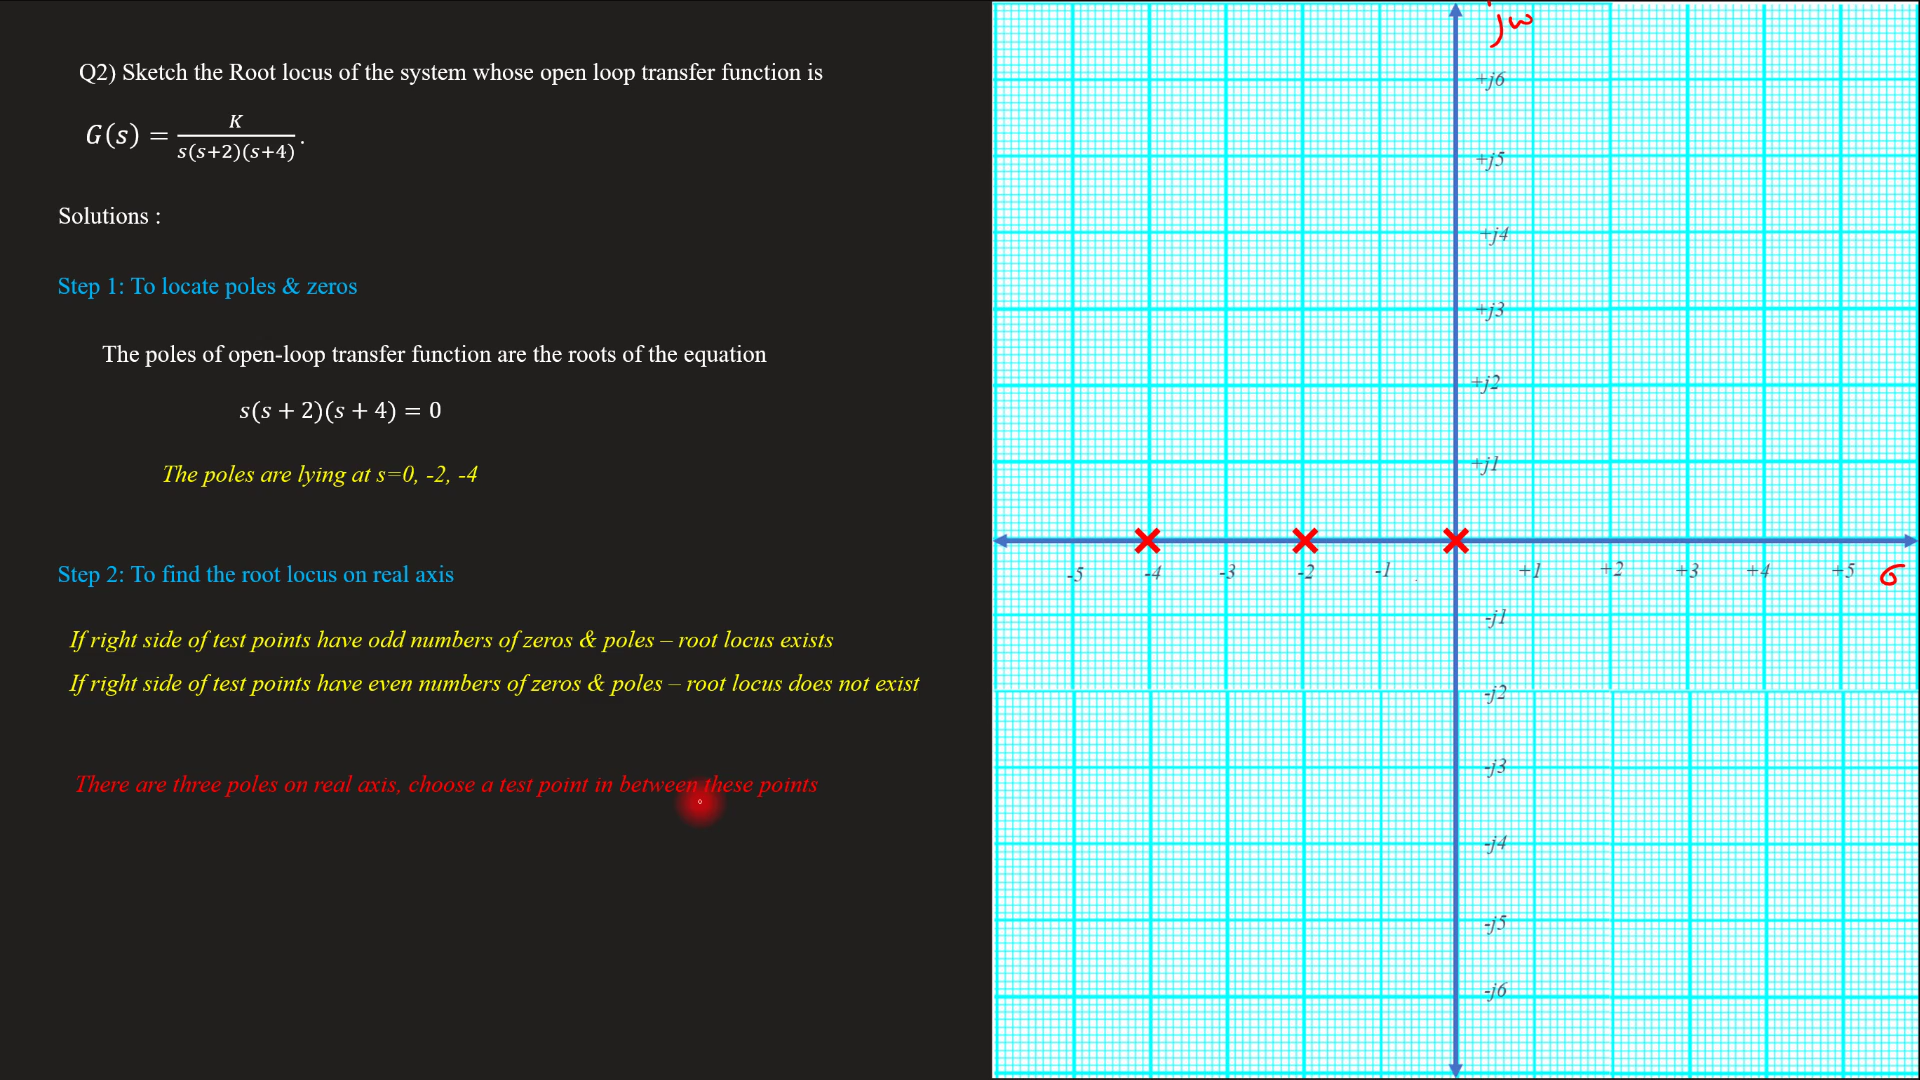 Q2) Sketch the Root locus of the system whose open loop transfer function is
G(s) = K / s(s+2)(s+4) .
Solutions :
Step 1: To locate poles & zeros
The poles of open-loop transfer function are the roots of the equation
s(s + 2)(s + 4) = 0
The poles are lying at s=0, -2, -4
Step 2: To find the root locus on real axis
If right side of test points have odd numbers of zeros & poles – root locus exists
If right side of test points have even numbers of zeros & poles – root locus does not exist
There are three poles on real axis, choose a test point in between these points
jω
+j6
+j5
+j4
+j3
+j2
+j1
-5 -4 -3 -2 -1 +1 +2 +3 +4 +5 σ
-j1
-j2
-j3
-j4
-j5
-j6